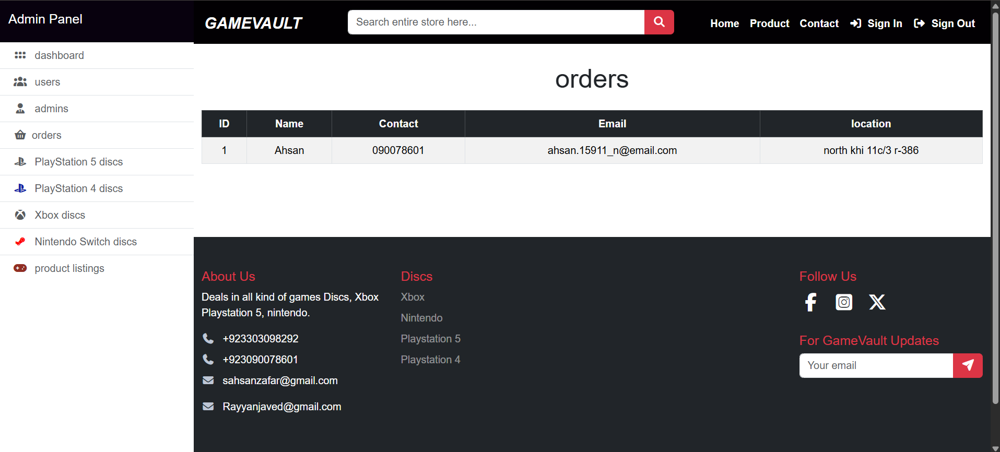 Admin Panel
GAMEVAULT
Search entire store here...
Home Product Contact Sign In Sign Out
dashboard
users
admins
orders
PlayStation 5 discs
PlayStation 4 discs
Xbox discs
Nintendo Switch discs
product listings
orders
ID Name Contact Email location
1 Ahsan 090078601 ahsan.15911_n@email.com north khi 11c/3 r-386
About Us
Deals in all kind of games Discs, Xbox
Playstation 5, nintendo.
+923303098292
+923090078601
sahsanzafar@gmail.com
Rayyanjaved@gmail.com
Discs
Xbox
Nintendo
Playstation 5
Playstation 4
Follow Us
For GameVault Updates
Your email